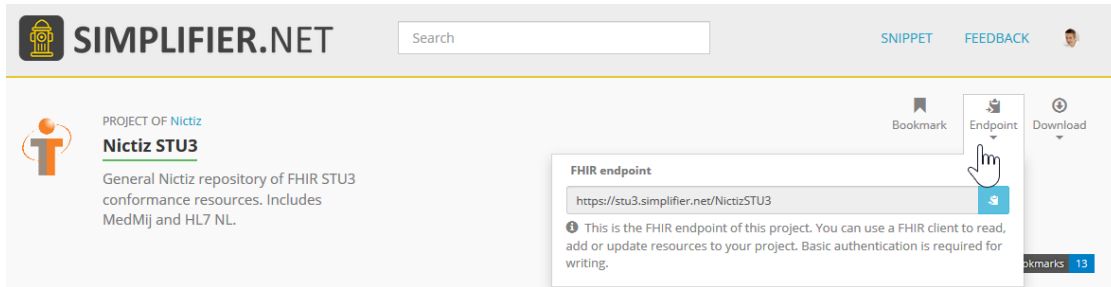 SIMPLIFIER.NET
Search
SNIPPET
FEEDBACK
PROJECT OF Nictiz
Nictiz STU3
General Nictiz repository of FHIR STU3
conformance resources. Includes
MedMij and HL7 NL.
Bookmark
Endpoint
Download
FHIR endpoint
https://stu3.simplifier.net/NictizSTU3
This is the FHIR endpoint of this project. You can use a FHIR client to read,
add or update resources to your project. Basic authentication is required for
writing.
okmarks 13